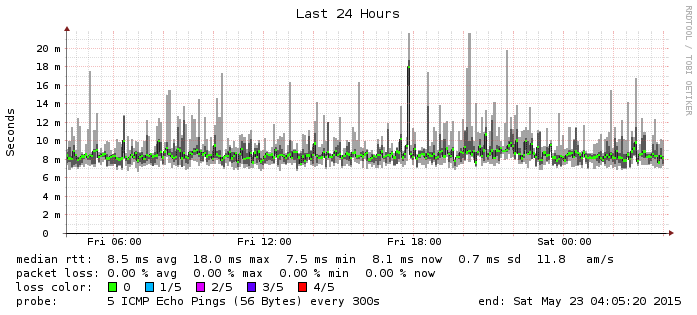 Last 24 Hours
RRDTOOL / TOBI OETIKER
Seconds
20 m
18 m
16 m
14 m
12 m
10 m
8 m
6 m
4 m
2 m
0
Fri 06:00 Fri 12:00 Fri 18:00 Sat 00:00
median rtt: 8.5 ms avg 18.0 ms max 7.5 ms min 8.1 ms now 0.7 ms sd 11.8 am/s
packet loss: 0.00 % avg 0.00 % max 0.00 % min 0.00 % now
loss color: 0 1/5 2/5 3/5 4/5
probe: 5 ICMP Echo Pings (56 Bytes) every 300s end: Sat May 23 04:05:20 2015